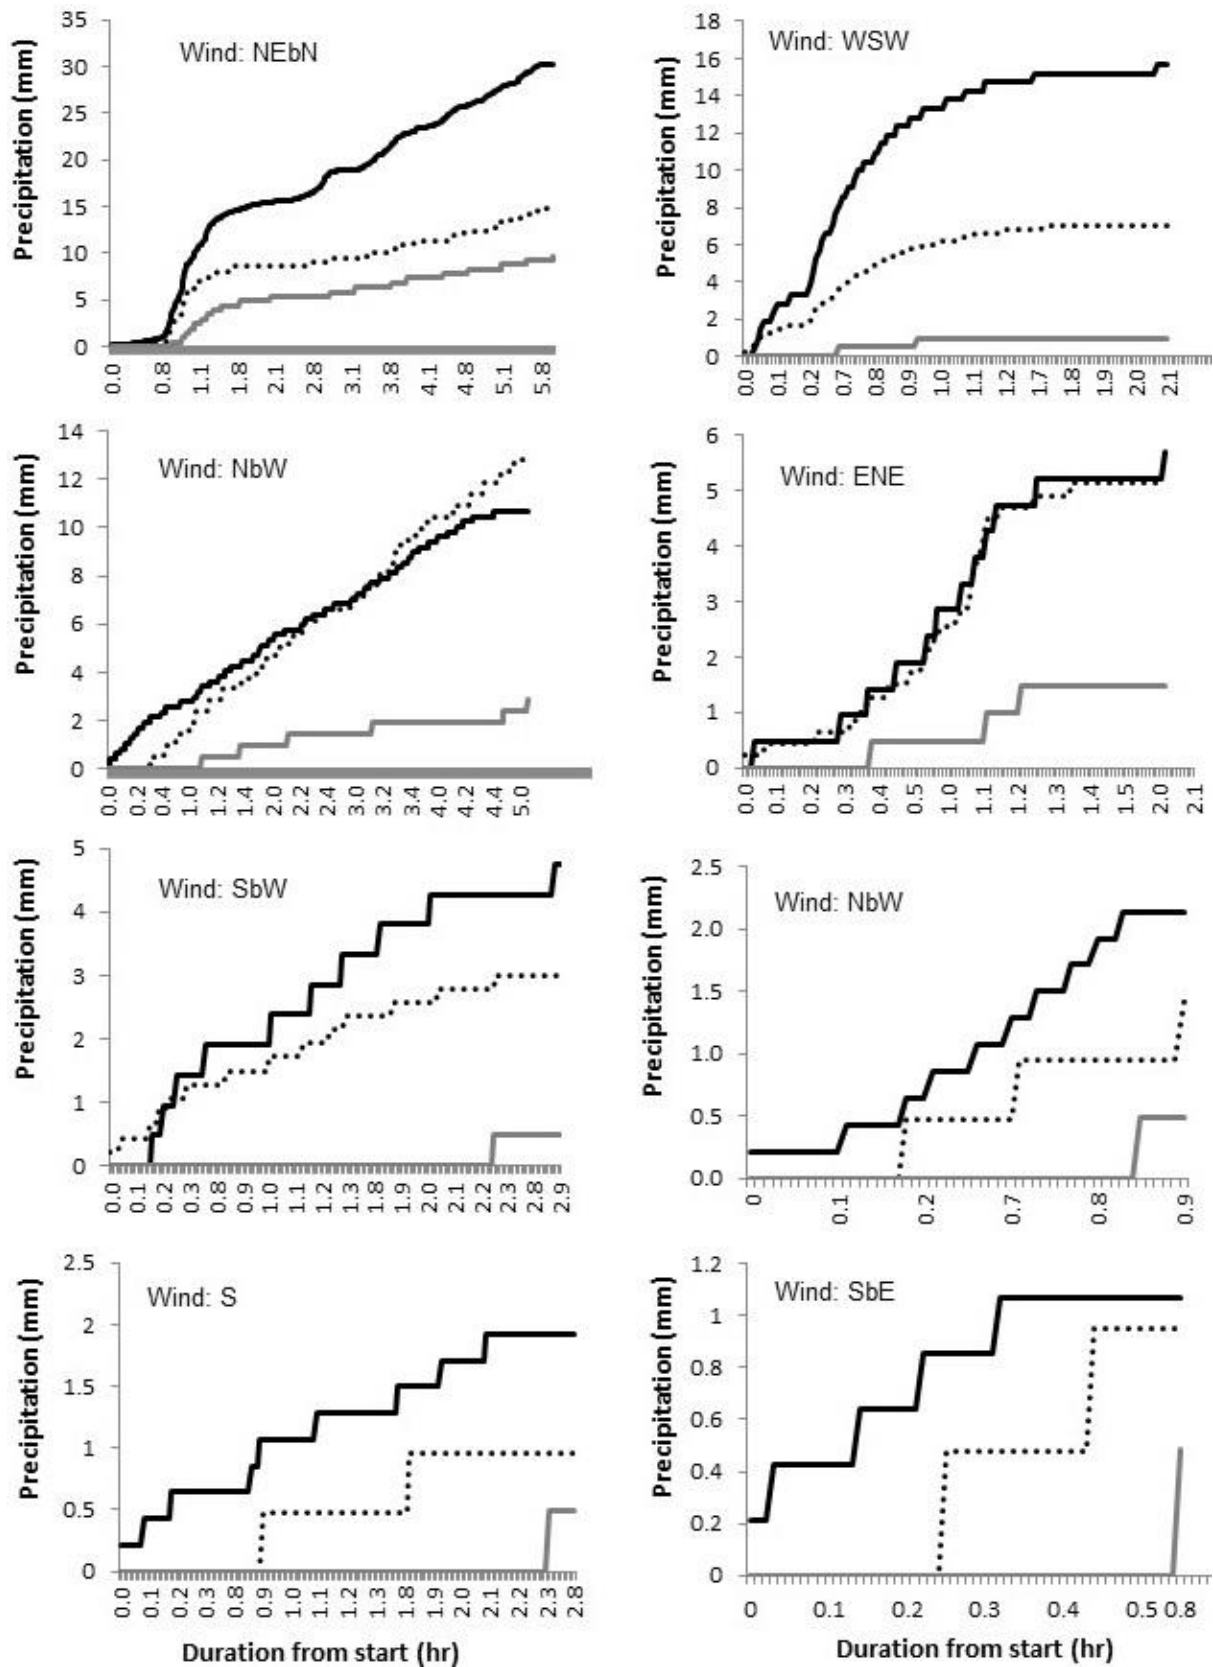 Wind: NEbN
Precipitation (mm)
35
30
25
20
15
10
5
0
0.0 0.8 1.1 1.8 2.1 2.8 3.1 3.8 4.1 4.8 5.1 5.8
Wind: WSW
Precipitation (mm)
18
16
14
12
10
8
6
4
2
0
0.0 0.1 0.2 0.7 0.8 0.9 1.0 1.2 1.7 1.8 1.9 2.0 2.1
Wind: NbW
Precipitation (mm)
14
12
10
8
6
4
2
0
0.0 0.2 0.4 1.0 1.2 1.4 2.0 2.2 2.4 3.0 3.2 3.4 4.0 4.2 4.4 5.0
Wind: ENE
Precipitation (mm)
6
5
4
3
2
1
0
0.0 0.1 0.2 0.3 0.4 0.5 1.0 1.1 1.2 1.3 1.4 1.5 2.0 2.1
Wind: SbW
Precipitation (mm)
5
4
3
2
1
0
0.0 0.1 0.2 0.3 0.8 0.9 1.0 1.1 1.3 1.8 1.9 2.0 2.1 2.2 2.3 2.8 2.9
Wind: NbW
Precipitation (mm)
2.5
2.0
1.5
1.0
0.5
0.0
0 0.1 0.2 0.7 0.8 0.9
Wind: S
Precipitation (mm)
2.5
2
1.5
1
0.5
0
0.0 0.1 0.2 0.3 0.8 0.9 1.0 1.1 1.2 1.3 1.8 1.9 2.0 2.1 2.2 2.3 2.8
Duration from start (hr)
Wind: SbE
Precipitation (mm)
1.2
1
0.8
0.6
0.4
0.2
0
0 0.1 0.2 0.3 0.4 0.5 0.8
Duration from start (hr)